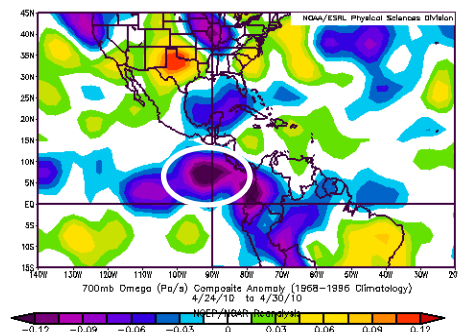 NOAA/ESRL Physical Sciences Division
45N
40N
35N
30N
25N
20N
15N
10N
5N
EQ
5S
10S
15S
140W 130W 120W 110W 100W 90W 80W 70W 60W 50W 40W 30W 20W
700mb Omega (Pa/s) Composite Anomaly (1968-1996 Climatology)
4/24/10 to 4/30/10
NCEP/NCAR Reanalysis
-0.12 -0.09 -0.06 -0.03 0 0.03 0.06 0.09 0.12